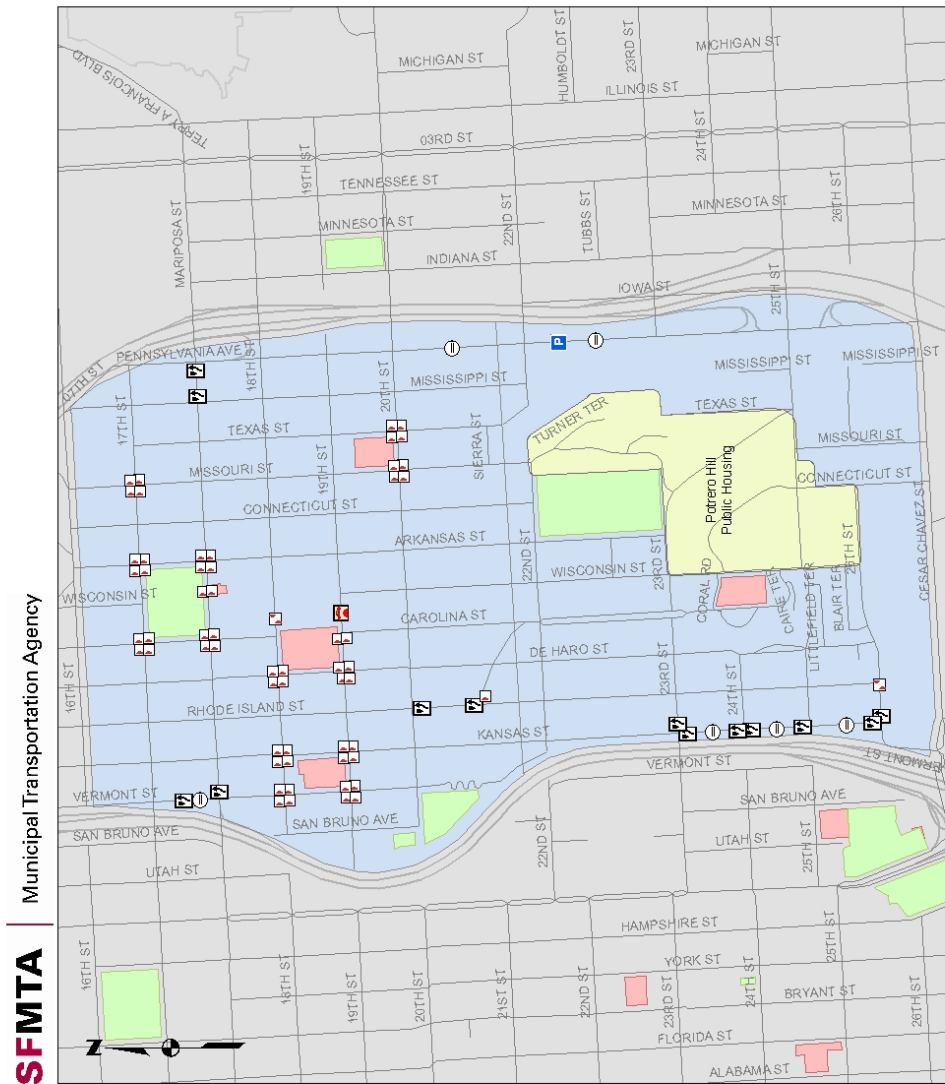 SFMTA | Municipal Transportation Agency
TERRY A FRANCOIS BLVD
MICHIGAN ST
HUMBOLDT ST
23RD ST
MICHIGAN ST
ILLINOIS ST
03RD ST
24TH ST
19TH ST
TENNESSEE ST
MARIPOSA ST
MINNESOTA ST
22ND ST
TUBBS ST
MINNESOTA ST
26TH ST
INDIANA ST
IOWA ST
25TH ST
17TH ST
PENNSYLVANIA AVE
18TH ST
20TH ST
MISSISSIPPI ST
P
MISSISSIPPI ST
MISSISSIPPI ST
17TH ST
TEXAS ST
TURNER TER
TEXAS ST
MISSOURI ST
19TH ST
SIERRA ST
MISSOURI ST
CONNECTICUT ST
Potrero Hill
Public Housing
CONNECTICUT ST
ARKANSAS ST
22ND ST
23RD ST
25TH ST
CESAR CHAVEZ ST
WISCONSIN ST
WISCONSIN ST
CORAL RD
CAIRE TER
LITTLEFIELD TER
BLAIR TER
CAROLINA ST
DE HARO ST
16TH ST
23RD ST
24TH ST
RHODE ISLAND ST
KANSAS ST
VERMONT ST
VERMONT ST
VERMONT ST
SAN BRUNO AVE
SAN BRUNO AVE
SAN BRUNO AVE
22ND ST
UTAH ST
25TH ST
UTAH ST
HAMPSHIRE ST
25TH ST
16TH ST
18TH ST
19TH ST
20TH ST
21ST ST
22ND ST
23RD ST
YORK ST
24TH ST
BRYANT ST
26TH ST
FLORIDA ST
ALABAMA ST
N